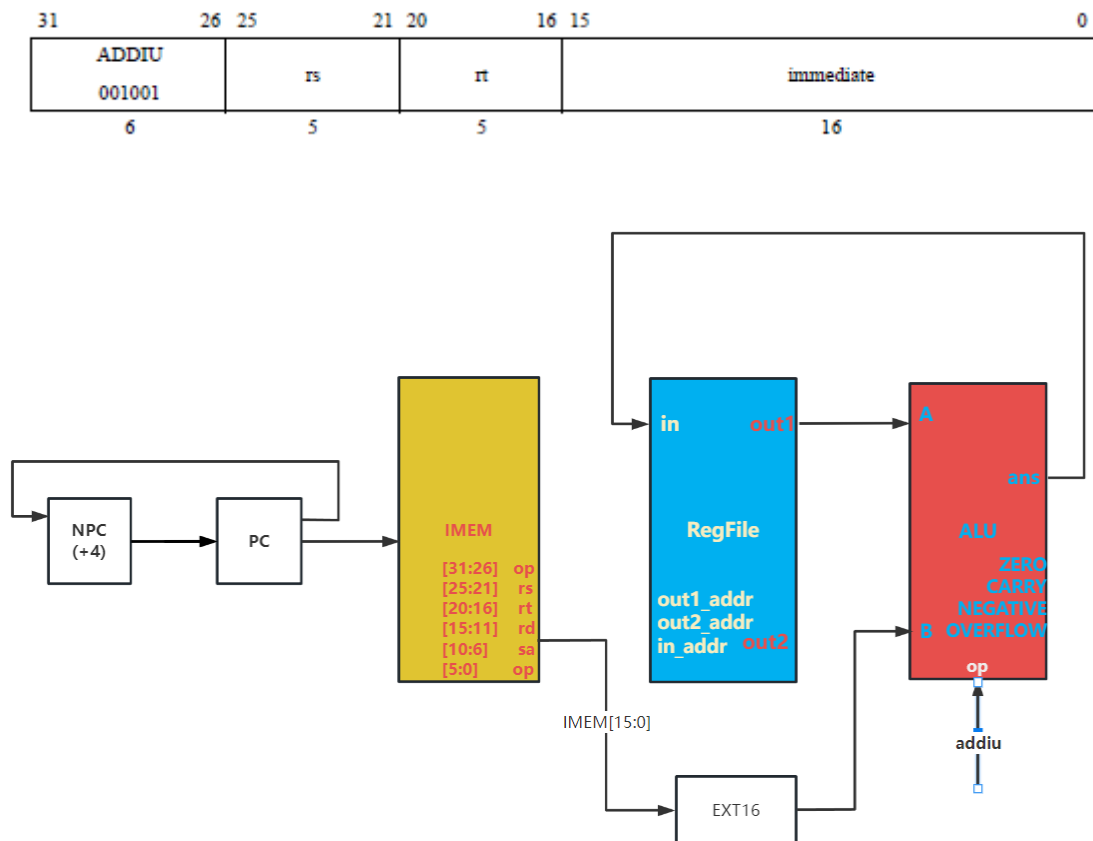 31 26 25 21 20 16 15 0
ADDIU
001001
rs
rt
immediate
6 5 5 16
in
out1
A
ans
NPC
(+4)
PC
IMEM
RegFile
ALU
[31:26] op
[25:21] rs
[20:16] rt
[15:11] rd
[10:6] sa
[5:0] op
out1_addr
out2_addr
in_addr
out2
ZERO
CARRY
NEGATIVE
B OVERFLOW
op
IMEM[15:0]
addiu
EXT16